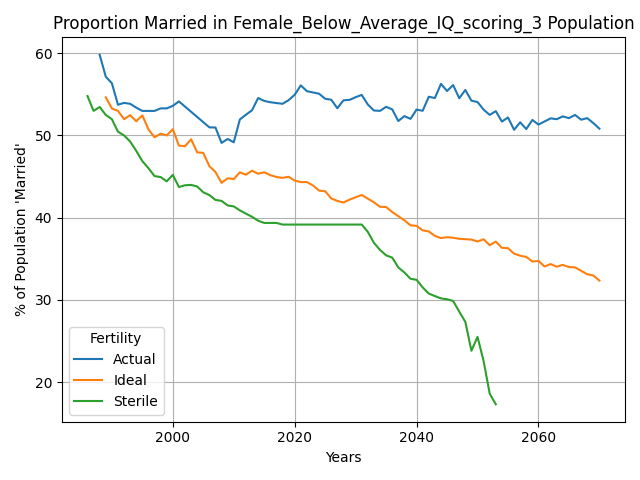 Proportion Married in Female_Below_Average_IQ_scoring_3 Population
% of Population 'Married'
60
50
40
30
20
Fertility
Actual
Ideal
Sterile
2000
2020
2040
2060
Years